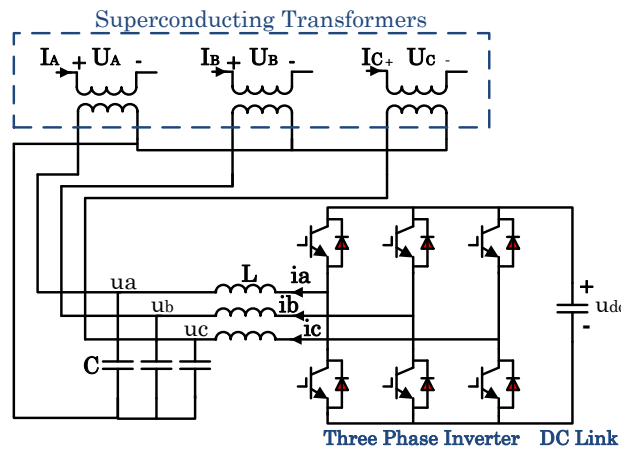 Superconducting Transformers
IA + UA -
IB + UB -
IC + UC -
L
ia
ua
ib
ub
ic
uc
C
+
udc
-
Three Phase Inverter
DC Link